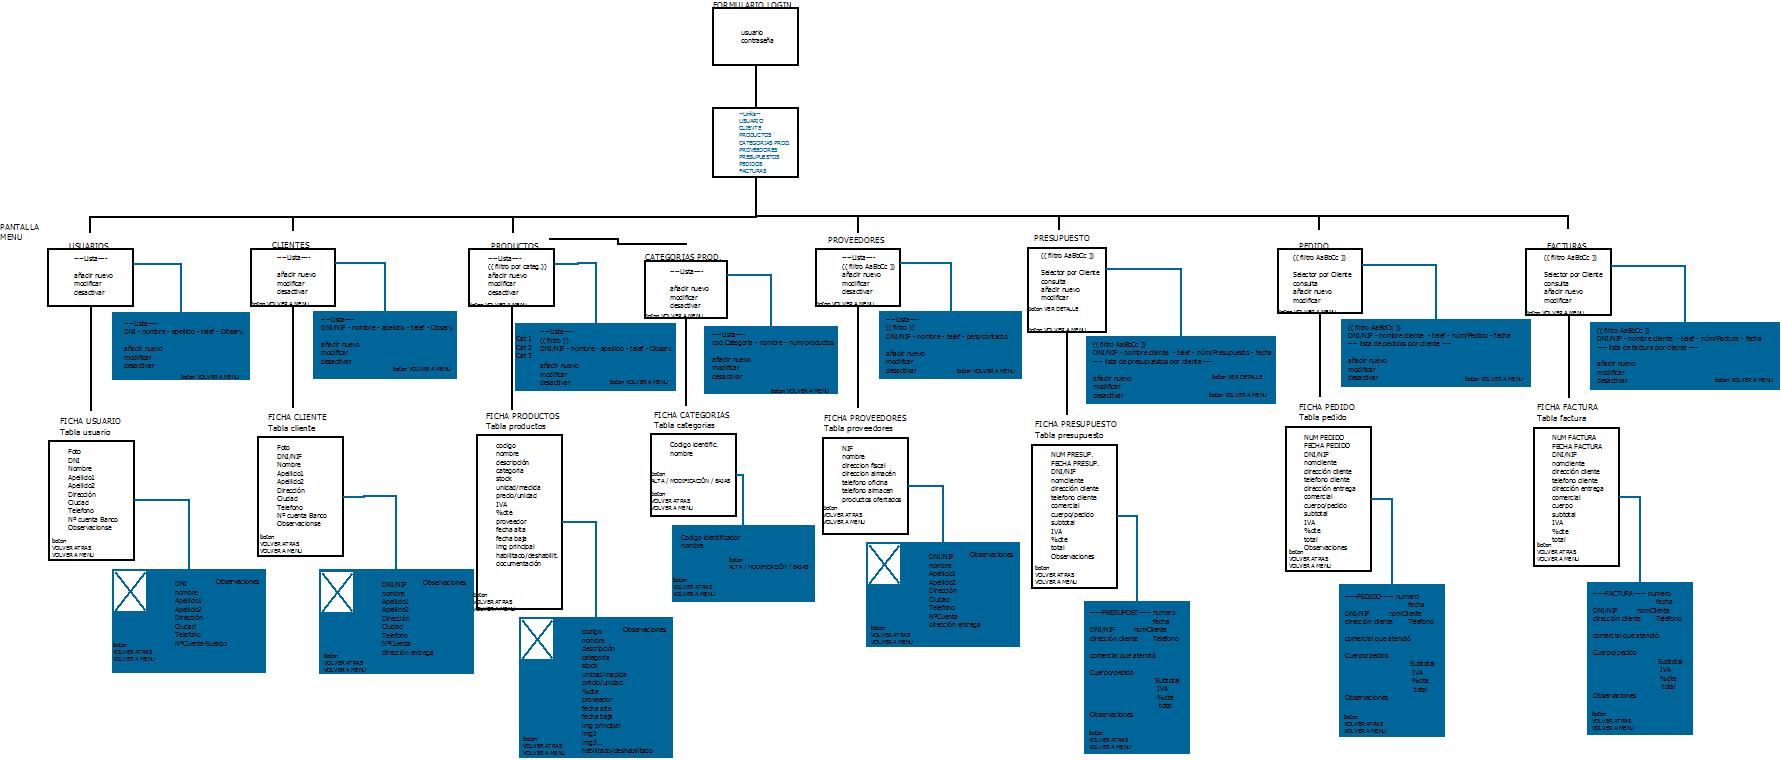 FORMULARIO LOGIN
usuario
contraseña
---Links---
USUARIO
CLIENTE
PRODUCTOS
CATEGORIAS PROD.
PROVEEDORES
PRESUPUESTOS
PEDIDOS
FACTURAS
PANTALLA
MENU
USUARIOS
----Lista----
añadir nuevo
modificar
desactivar
boton VOLVER A MENU
----Lista----
DNI - nombre - apellido - telef - Observ.
añadir nuevo
modificar
desactivar
boton VOLVER A MENU
CLIENTES
----Lista----
añadir nuevo
modificar
desactivar
boton VOLVER A MENU
----Lista----
DNI/NIF - nombre - apellido - telef - Observ.
añadir nuevo
modificar
desactivar
boton VOLVER A MENU
PRODUCTOS
----Lista----
(( filtro por categ.))
añadir nuevo
modificar
desactivar
boton VOLVER A MENU
----Lista----
Cat 1
(( filtro ))
Cat 2
DNI/NIF - nombre - apellido - telef - Observ.
Cat 3
añadir nuevo
modificar
desactivar
boton VOLVER A MENU
CATEGORIAS PROD.
----Lista----
añadir nuevo
modificar
desactivar
boton VOLVER A MENU
----Lista----
cod.Categoria - nombre - num/productos
añadir nuevo
modificar
desactivar
boton VOLVER A MENU
PROVEEDORES
----Lista----
(( filtro AaBbCc ))
añadir nuevo
modificar
desactivar
boton VOLVER A MENU
----Lista----
(( filtro ))
DNI/NIF - nombre - telef - pers/contacto
añadir nuevo
modificar
desactivar
boton VOLVER A MENU
PRESUPUESTO
(( filtro AaBbCc ))
Selector por Cliente
consulta
añadir nuevo
modificar
boton VER DETALLE
boton VOLVER A MENU
(( filtro AaBbCc ))
DNI/NIF - nombre cliente - telef - núm/Presupuesto - fecha
---- lista de presupuestos por cliente ----
añadir nuevo
modificar
desactivar
boton VER DETALLE
boton VOLVER A MENU
PEDIDO
(( filtro AaBbCc ))
Selector por Cliente
consulta
añadir nuevo
modificar
boton VOLVER A MENU
(( filtro AaBbCc ))
DNI/NIF - nombre cliente - telef - núm/Pedido - fecha
---- lista de pedidos por cliente ----
añadir nuevo
modificar
desactivar
boton VOLVER A MENU
FACTURAS
(( filtro AaBbCc ))
Selector por Cliente
consulta
añadir nuevo
modificar
boton VOLVER A MENU
(( filtro AaBbCc ))
DNI/NIF - nombre cliente - telef - núm/Factura - fecha
---- lista de factura por cliente ----
añadir nuevo
modificar
desactivar
boton VOLVER A MENU
FICHA USUARIO
Tabla usuario
Foto
DNI
Nombre
Apellido1
Apellido2
Dirección
Ciudad
Telefono
Nº cuenta Banco
Observacionse
boton
VOLVER ATRAS
VOLVER A MENU
DNI
nombre
Apellido1
Apellido2
Dirección
Ciudad
Telefono
NºCuenta-Sueldo
Observaciones
boton
VOLVER ATRAS
VOLVER A MENU
FICHA CLIENTE
Tabla cliente
Foto
DNI/NIF
Nombre
Apellido1
Apellido2
Dirección
Ciudad
Telefono
Nº cuenta Banco
Observacionse
boton
VOLVER ATRAS
VOLVER A MENU
DNI/NIF
nombre
Apellido1
Apellido2
Dirección
Ciudad
Telefono
NºCuenta
dirección entrega
Observaciones
boton
VOLVER ATRAS
VOLVER A MENU
FICHA PRODUCTOS
Tabla productos
codigo
nombre
descripción
categoria
stock
unidad/medida
precio/unidad
IVA
%dte
proveedor
fecha alta
fecha baja
img principal
habilitado/deshabilit.
documentación
boton
VOLVER ATRAS
VOLVER A MENU
codigo
nombre
descripción
categoria
stock
unidad/medida
precio/unidad
%dte
proveedor
fecha alte
fecha baja
img principal
img2
img3...
habilitado/deshabilitado
Observaciones
boton
VOLVER ATRAS
VOLVER A MENU
FICHA CATEGORIAS
Tabla categorias
Codigo identific.
nombre
boton
ALTA / MODIFICACIÓN / BAJAS
boton
VOLVER ATRAS
VOLVER A MENU
Codigo identificador
nombre
boton
ALTA / MODIFICACIÓN / BAJAS
boton
VOLVER ATRAS
VOLVER A MENU
FICHA PROVEEDORES
Tabla proveedores
NIF
nombre
direccion fiscal
dirección almacén
telefono oficina
telefono almacen
productos ofertados
boton
VOLVER ATRAS
VOLVER A MENU
DNI/NIF
nombre
Apellido1
Apellido2
Dirección
Ciudad
Telefono
NºCuenta
dirección entrega
Observaciones
boton
VOLVER ATRAS
VOLVER A MENU
FICHA PRESUPUESTO
Tabla presupuesto
NUM PRESUP.
FECHA PRESUP.
DNI/NIF
nomcliente
dirección cliente
telefono cliente
comercial
cuerpo/pedido
subtotal
IVA
%dte
total
Observaciones
boton
VOLVER ATRAS
VOLVER A MENU
----PRESUPOST---- numero
fecha
DNI/NIF nomCliente
dirección cliente Telefono
comercial que atendió
Cuerpo/pedido
Subtotal
IVA
%dte
total
Observaciones
boton
VOLVER ATRAS
VOLVER A MENU
FICHA PEDIDO
Tabla pedido
NUM PEDIDO
FECHA PEDIDO
DNI/NIF
nomcliente
dirección cliente
telefono cliente
dirección entrega
comercial
cuerpo/pedido
subtotal
IVA
%dte
total
Observaciones
boton
VOLVER ATRAS
VOLVER A MENU
----PEDIDO---- numero
fecha
DNI/NIF nomCliente
dirección cliente Telefono
comercial que atendió
Cuerpo/pedido
Subtotal
IVA
%dte
total
Observaciones
boton
VOLVER ATRAS
VOLVER A MENU
FICHA FACTURA
Tabla factura
NUM FACTURA
FECHA FACTURA
DNI/NIF
nomcliente
dirección cliente
telefono cliente
dirección entrega
comercial
cuerpo
subtotal
IVA
%dte
total
boton
VOLVER ATRAS
VOLVER A MENU
----FACTURA---- numero
fecha
DNI/NIF nomCliente
dirección cliente Telefono
comercial que atendió
Cuerpo/pedido
Subtotal
IVA
%dte
total
Observaciones
boton
VOLVER ATRAS
VOLVER A MENU